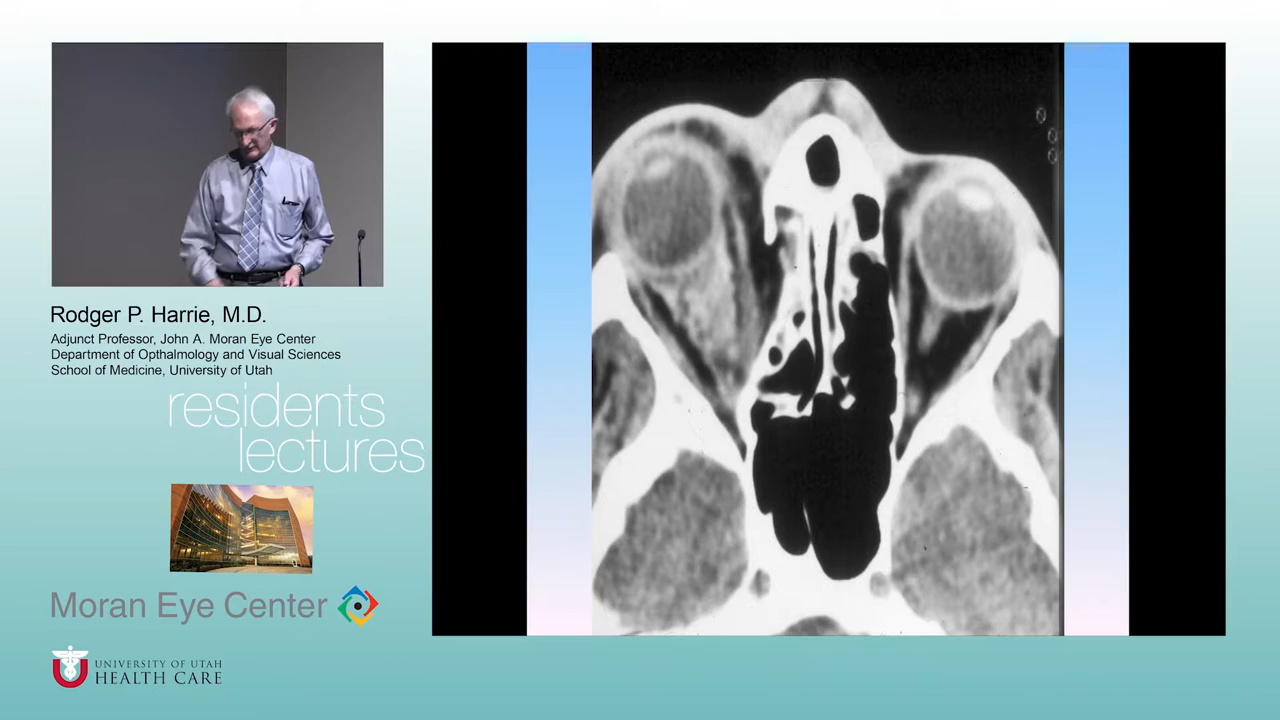 Rodger P. Harrie, M.D.
Adjunct Professor, John A. Moran Eye Center
Department of Opthalmology and Visual Sciences
School of Medicine, University of Utah
residents
lectures
Moran Eye Center
UNIVERSITY OF UTAH
HEALTH CARE